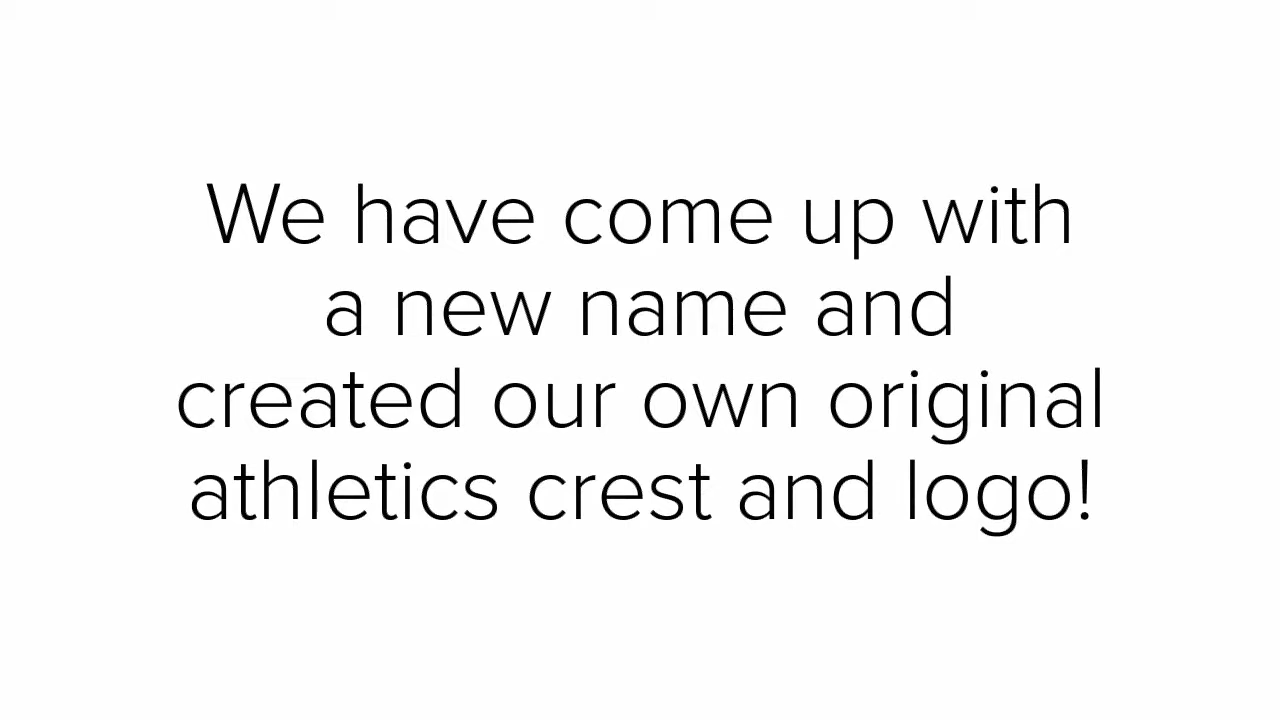 We have come up with
a new name and
created our own original
athletics crest and logo!